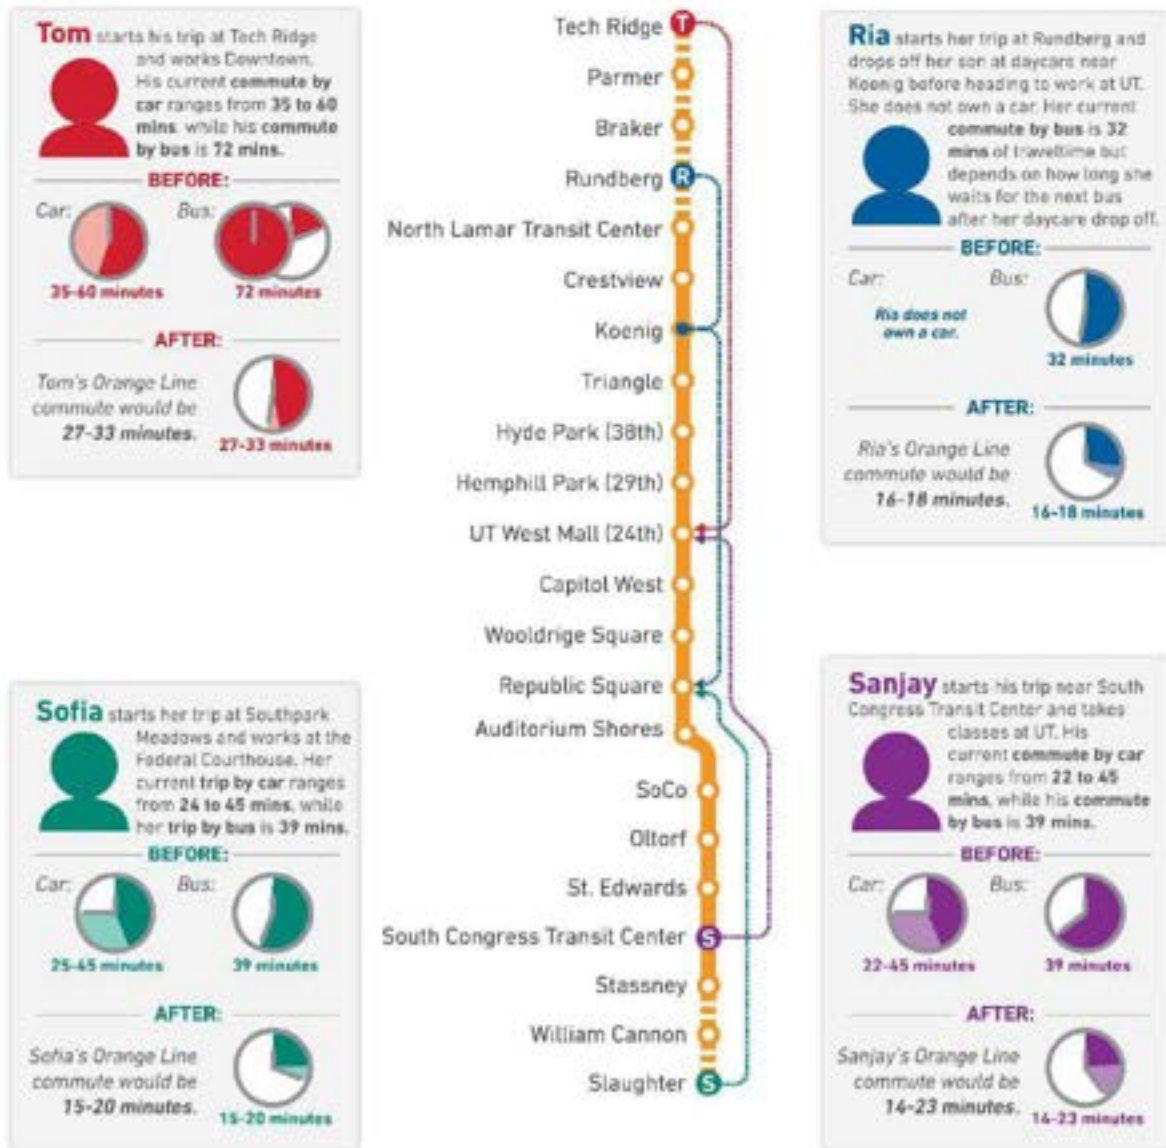 Tom starts his trip at Tech Ridge
and works Downtown.
His current commute by
car ranges from 35 to 60
mins, while his commute
by bus is 72 mins.
BEFORE:
Car:
Bus:
35-60 minutes
72 minutes
AFTER:
Tom's Orange Line
commute would be
27-33 minutes.
27-33 minutes
Tech Ridge
T
Parmer
Braker
Rundberg
R
North Lamar Transit Center
Crestview
Koenig
Triangle
Hyde Park (38th)
Hemphill Park (29th)
UT West Mall (24th)
Capitol West
Wooldrige Square
Republic Square
Auditorium Shores
SoCo
Oltorf
St. Edwards
South Congress Transit Center
S
Stassney
William Cannon
Slaughter
S
Ria starts her trip at Rundberg and
drops off her son at daycare near
Koenig before heading to work at UT.
She does not own a car. Her current
commute by bus is 32
mins of traveltime but
depends on how long she
waits for the next bus
after her daycare drop off.
BEFORE:
Car:
Bus:
Ria does not
own a car.
32 minutes
AFTER:
Ria's Orange Line
commute would be
16-18 minutes.
16-18 minutes
Sofia starts her trip at Southpark
Meadows and works at the
Federal Courthouse. Her
current trip by car ranges
from 24 to 45 mins, while
her trip by bus is 39 mins.
BEFORE:
Car:
Bus:
25-45 minutes
39 minutes
AFTER:
Sofia's Orange Line
commute would be
15-20 minutes.
15-20 minutes
Sanjay starts his trip near South
Congress Transit Center and takes
classes at UT. His
current commute by car
ranges from 22 to 45
mins, while his commute
by bus is 39 mins.
BEFORE:
Car:
Bus:
22-45 minutes
39 minutes
AFTER:
Sanjay's Orange Line
commute would be
14-23 minutes.
14-23 minutes